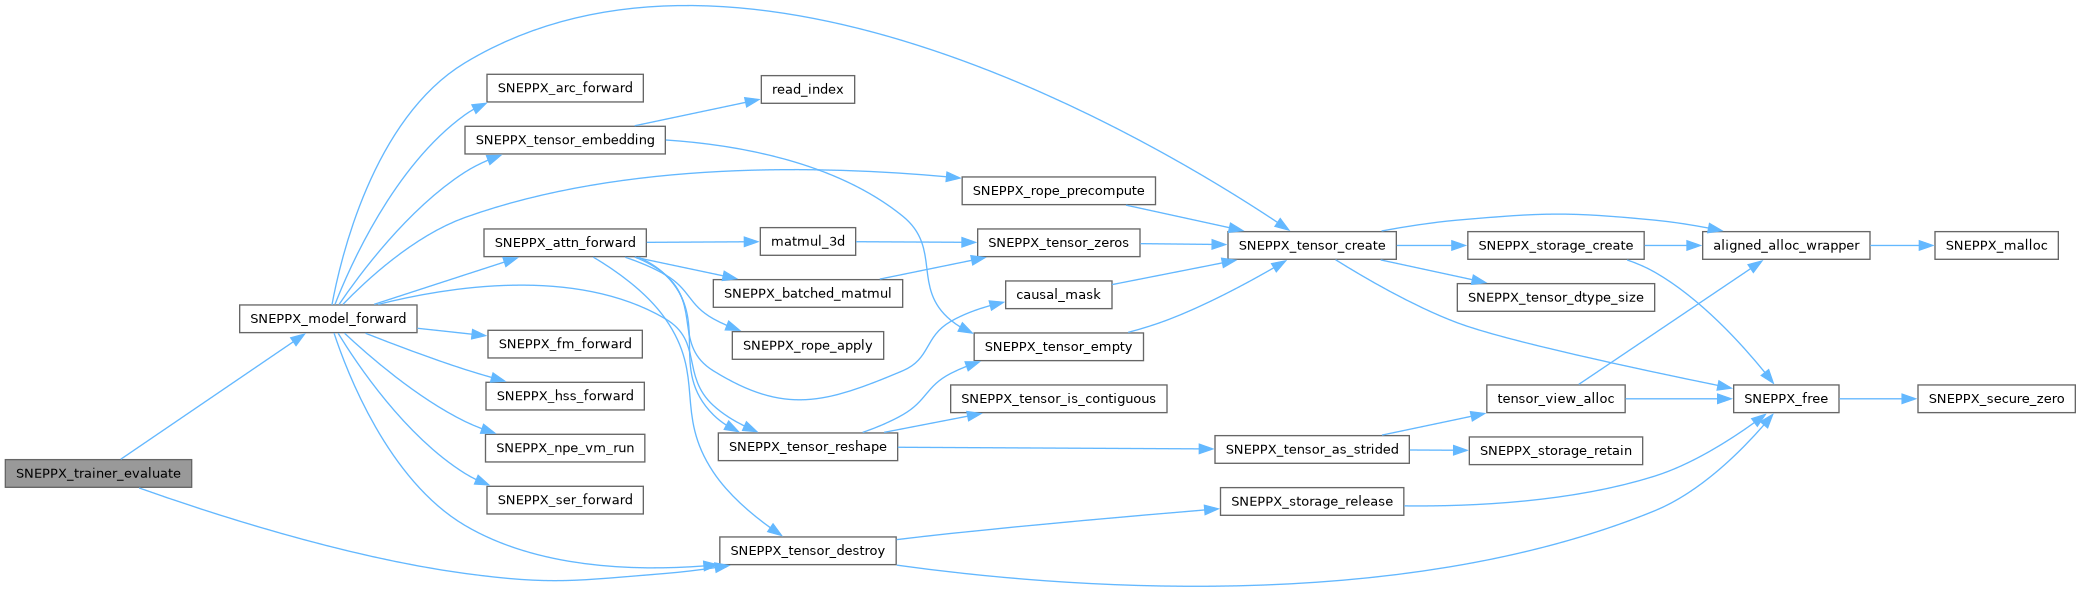 SNEPPX_trainer_evaluate
SNEPPX_model_forward
SNEPPX_arc_forward
SNEPPX_tensor_embedding
SNEPPX_attn_forward
SNEPPX_fm_forward
SNEPPX_hss_forward
SNEPPX_npe_vm_run
SNEPPX_ser_forward
read_index
matmul_3d
SNEPPX_batched_matmul
SNEPPX_rope_apply
SNEPPX_tensor_reshape
SNEPPX_tensor_destroy
SNEPPX_rope_precompute
SNEPPX_tensor_zeros
causal_mask
SNEPPX_tensor_empty
SNEPPX_tensor_is_contiguous
SNEPPX_tensor_create
SNEPPX_tensor_as_strided
SNEPPX_storage_release
SNEPPX_storage_create
SNEPPX_tensor_dtype_size
tensor_view_alloc
SNEPPX_storage_retain
aligned_alloc_wrapper
SNEPPX_free
SNEPPX_malloc
SNEPPX_secure_zero